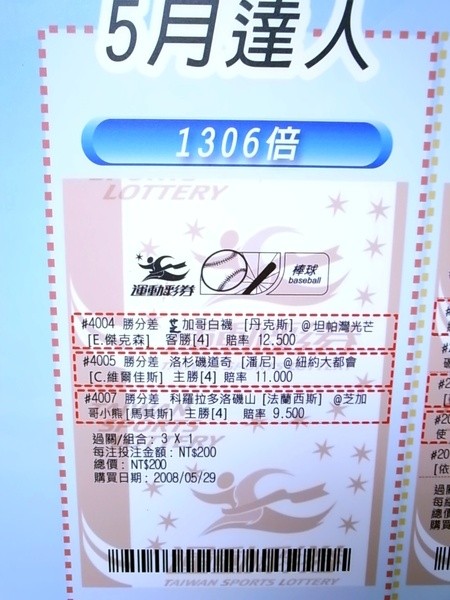 5月達人
1306倍
LOTTERY
運動彩券
棒球
baseball
#4004 勝分差 芝加哥白襪 [丹克斯] @坦帕灣光芒
[E.傑克森] 客勝[4] 賠率 12.500
#4005 勝分差 洛杉磯道奇 [潘尼] @紐約大都會
[C.維爾佳斯] 主勝[4] 賠率 11.000
#4007 勝分差 科羅拉多洛磯山 [法蘭西斯] @芝加
哥小熊[馬其斯] 主勝[4] 賠率 9.500
過關/組合: 3 X 1
每注投注金額: NT$200
總價: NT$200
購買日期: 2008/05/29
TAIWAN SPORTS LOTTERY